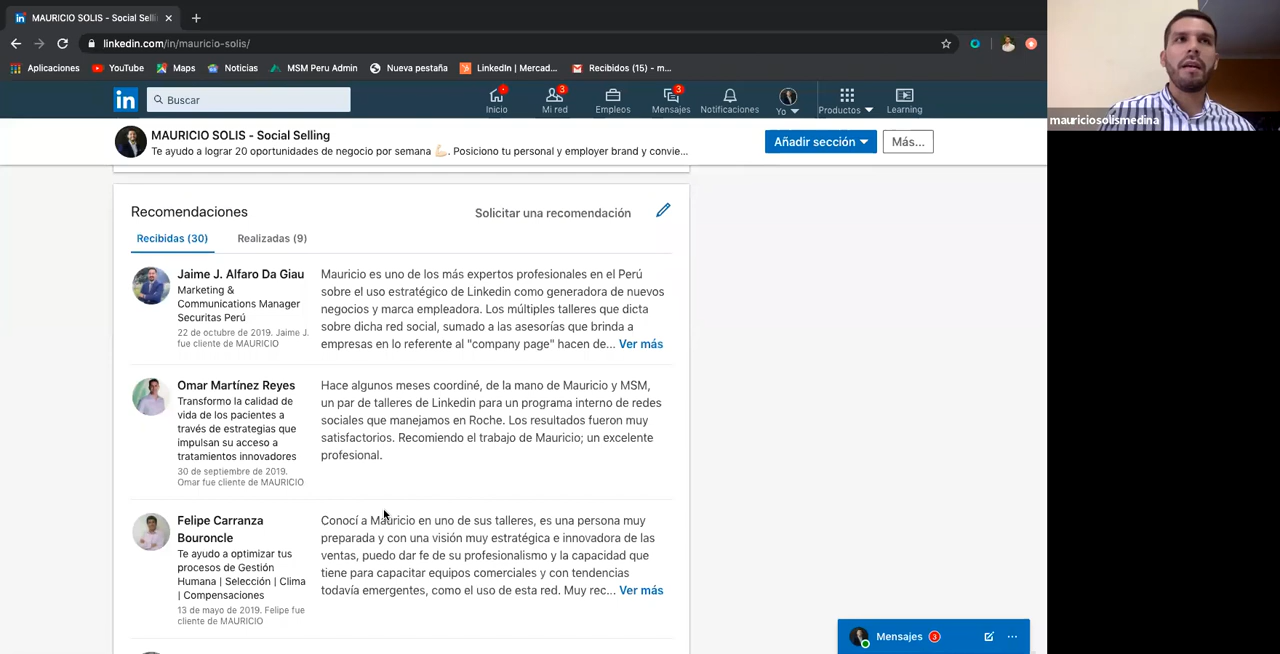 MAURICIO SOLIS - Social Selli
linkedin.com/in/mauricio-solis/
Aplicaciones
YouTube
Maps
Noticias
MSM Peru Admin
Nueva pestaña
LinkedIn | Mercad...
Recibidos (15) - m...
in
Buscar
Inicio
3
Mi red
Empleos
3
Mensajes
Notificaciones
Yo
Productos
Learning
MAURICIO SOLIS - Social Selling
Te ayudo a lograr 20 oportunidades de negocio por semana 💪🏻. Posiciono tu personal y employer brand y convie...
Añadir sección
Más...
mauriciosolismedina
Recomendaciones
Solicitar una recomendación
Recibidas (30)
Realizadas (9)
Jaime J. Alfaro Da Giau
Marketing &
Communications Manager
Securitas Perú
22 de octubre de 2019. Jaime J.
fue cliente de MAURICIO
Mauricio es uno de los más expertos profesionales en el Perú
sobre el uso estratégico de Linkedin como generadora de nuevos
negocios y marca empleadora. Los múltiples talleres que dicta
sobre dicha red social, sumado a las asesorías que brinda a
empresas en lo referente al "company page" hacen de... Ver más
Omar Martínez Reyes
Transformo la calidad de
vida de los pacientes a
través de estrategias que
impulsan su acceso a
tratamientos innovadores
30 de septiembre de 2019.
Omar fue cliente de MAURICIO
Hace algunos meses coordiné, de la mano de Mauricio y MSM,
un par de talleres de Linkedin para un programa interno de redes
sociales que manejamos en Roche. Los resultados fueron muy
satisfactorios. Recomiendo el trabajo de Mauricio; un excelente
profesional.
Felipe Carranza
Bouroncle
Te ayudo a optimizar tus
procesos de Gestión
Humana | Selección | Clima
| Compensaciones
13 de mayo de 2019. Felipe fue
cliente de MAURICIO
Conocí a Mauricio en uno de sus talleres, es una persona muy
preparada y con una visión muy estratégica e innovadora de las
ventas, puedo dar fe de su profesionalismo y la capacidad que
tiene para capacitar equipos comerciales y con tendencias
todavía emergentes, como el uso de esta red. Muy rec... Ver más
Mensajes
3